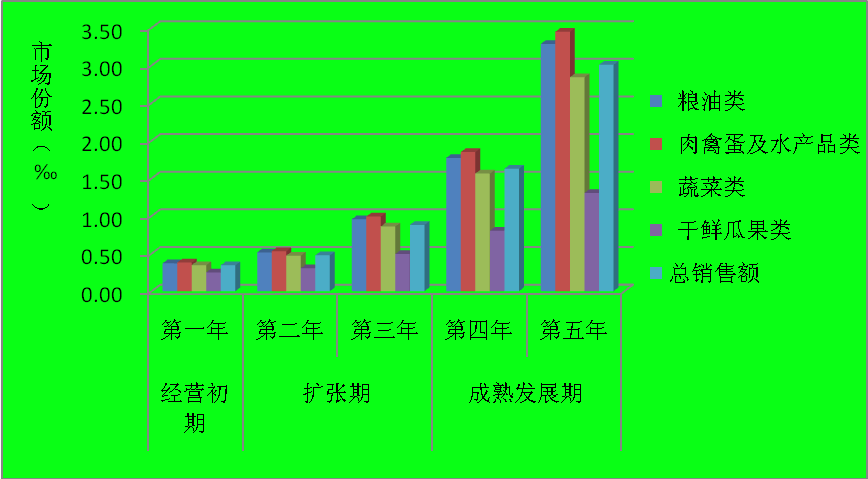 市场份额（‰）
3.50
3.00
2.50
2.00
1.50
1.00
0.50
0.00
第一年
第二年
第三年
第四年
第五年
经营初
期
扩张期
成熟发展期
粮油类
肉禽蛋及水产品类
蔬菜类
干鲜瓜果类
总销售额